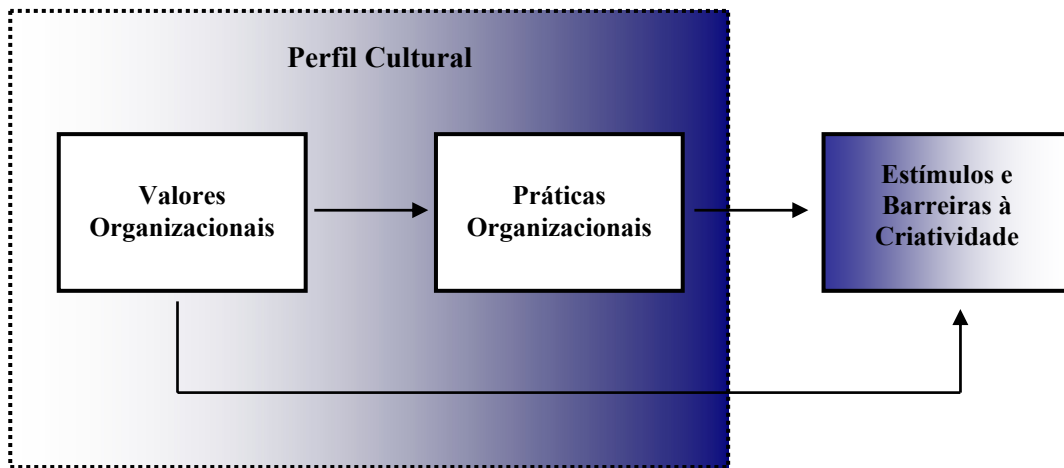 Perfil Cultural
Valores
Organizacionais
Práticas
Organizacionais
Estímulos e
Barreiras à
Criatividade